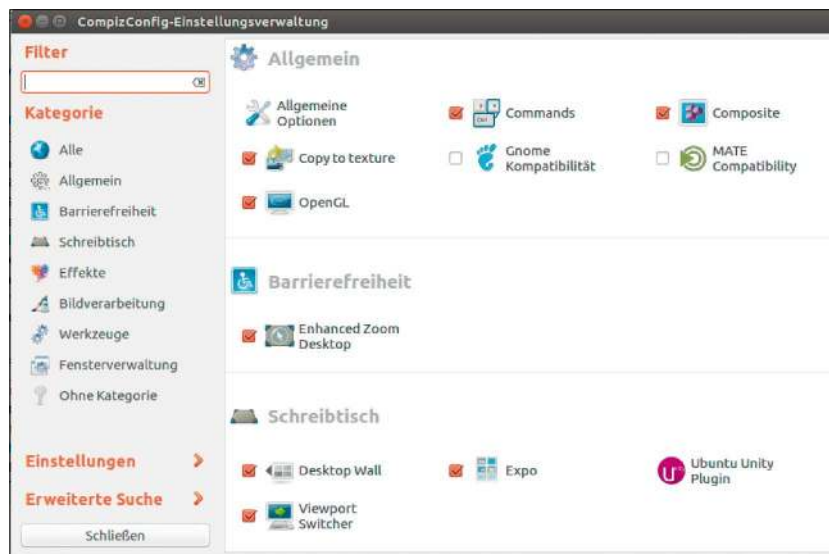 CompizConfig-Einstellungsverwaltung
Filter
Kategorie
Alle
Allgemein
Barrierefreiheit
Schreibtisch
Effekte
Bildverarbeitung
Werkzeuge
Fensterverwaltung
Ohne Kategorie
Einstellungen
Erweiterte Suche
Schließen
Allgemein
Allgemeine
Optionen
Commands
Composite
Copy to texture
Gnome
Kompatibilität
MATE
Compatibility
OpenGL
Barrierefreiheit
Enhanced Zoom
Desktop
Schreibtisch
Desktop Wall
Expo
Ubuntu Unity
Plugin
Viewport
Switcher